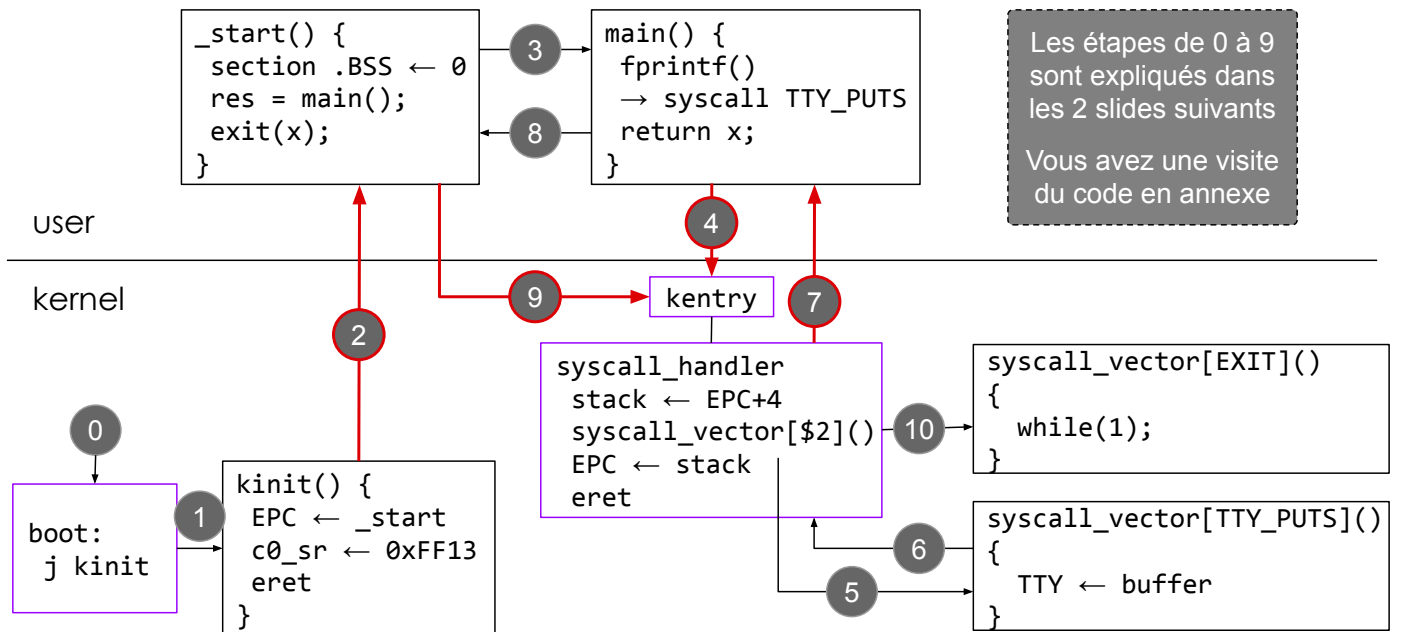 _start() {
section .BSS ← 0
res = main();
exit(x);
}
3
8
main() {
fprintf()
→ syscall TTY_PUTS
return x;
}
Les étapes de 0 à 9
sont expliqués dans
les 2 slides suivants
Vous avez une visite
du code en annexe
user
4
kernel
9
kentry
7
2
0
1
boot:
j kinit
kinit() {
EPC ← _start
c0_sr ← 0xFF13
eret
}
syscall_handler
stack ← EPC+4
syscall_vector[$2]()
EPC ← stack
eret
10
syscall_vector[EXIT]()
{
while(1);
}
6
5
syscall_vector[TTY_PUTS]()
{
TTY ← buffer
}